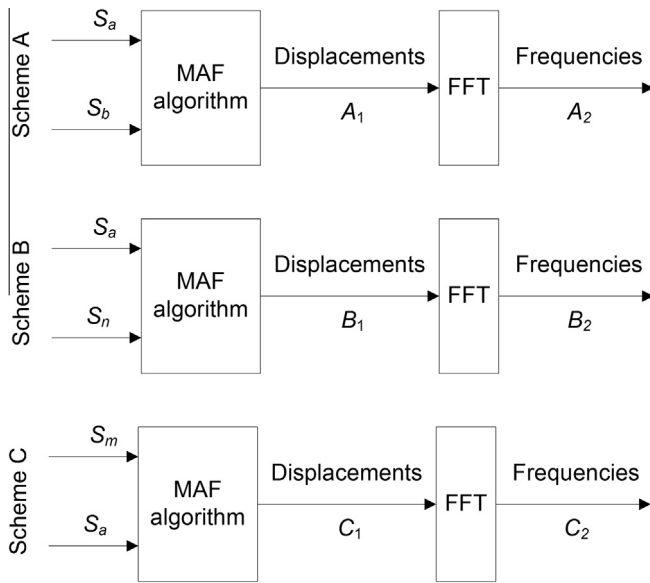 Scheme A
Sₐ
S_b
MAF
algorithm
Displacements
A₁
FFT
Frequencies
A₂
Scheme B
Sₐ
Sₙ
MAF
algorithm
Displacements
B₁
FFT
Frequencies
B₂
Scheme C
Sₘ
Sₐ
MAF
algorithm
Displacements
C₁
FFT
Frequencies
C₂